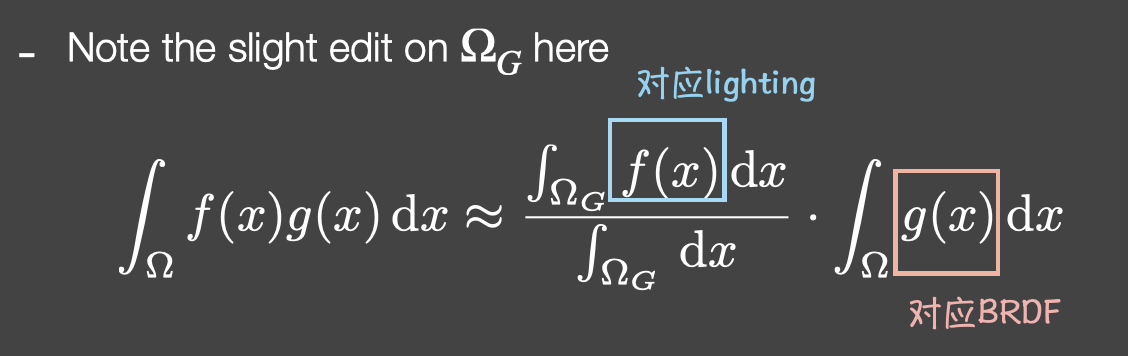 - Note the slight edit on Ω_G here
对应lighting
∫_Ω f(x)g(x) dx ≈ ∫_{Ω_G} f(x) dx / ∫_{Ω_G} dx · ∫_Ω g(x) dx
对应BRDF